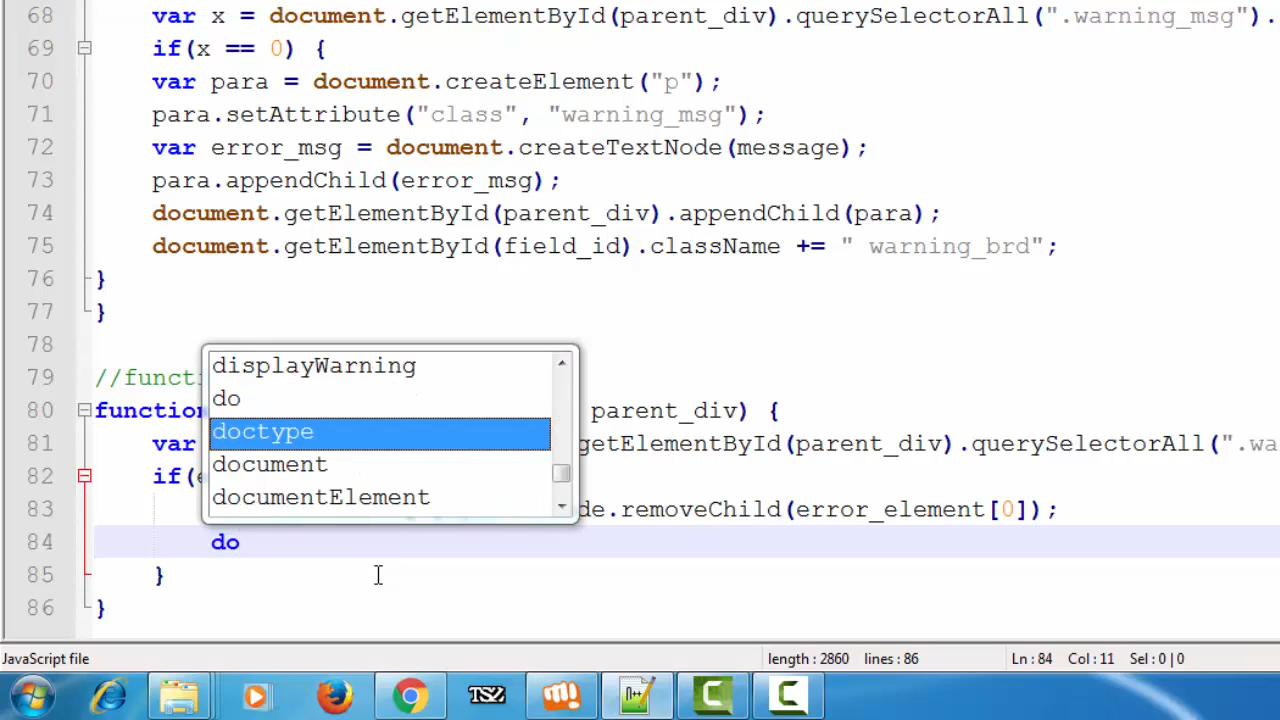 68 var x = document.getElementById(parent_div).querySelectorAll(".warning_msg").
69 if(x == 0) {
70 var para = document.createElement("p");
71 para.setAttribute("class", "warning_msg");
72 var error_msg = document.createTextNode(message);
73 para.appendChild(error_msg);
74 document.getElementById(parent_div).appendChild(para);
75 document.getElementById(field_id).className += " warning_brd";
76 }
77 }
78
displayWarning
do
doctype
document
documentElement
79 //functi
80 function parent_div) {
81 var getElementById(parent_div).querySelectorAll(".wa
82 if(e
83 de.removeChild(error_element[0]);
84 do
85 }
86 }
JavaScript file length : 2860 lines : 86 Ln : 84 Col : 11 Sel : 0 | 0
TSZ n++ C C